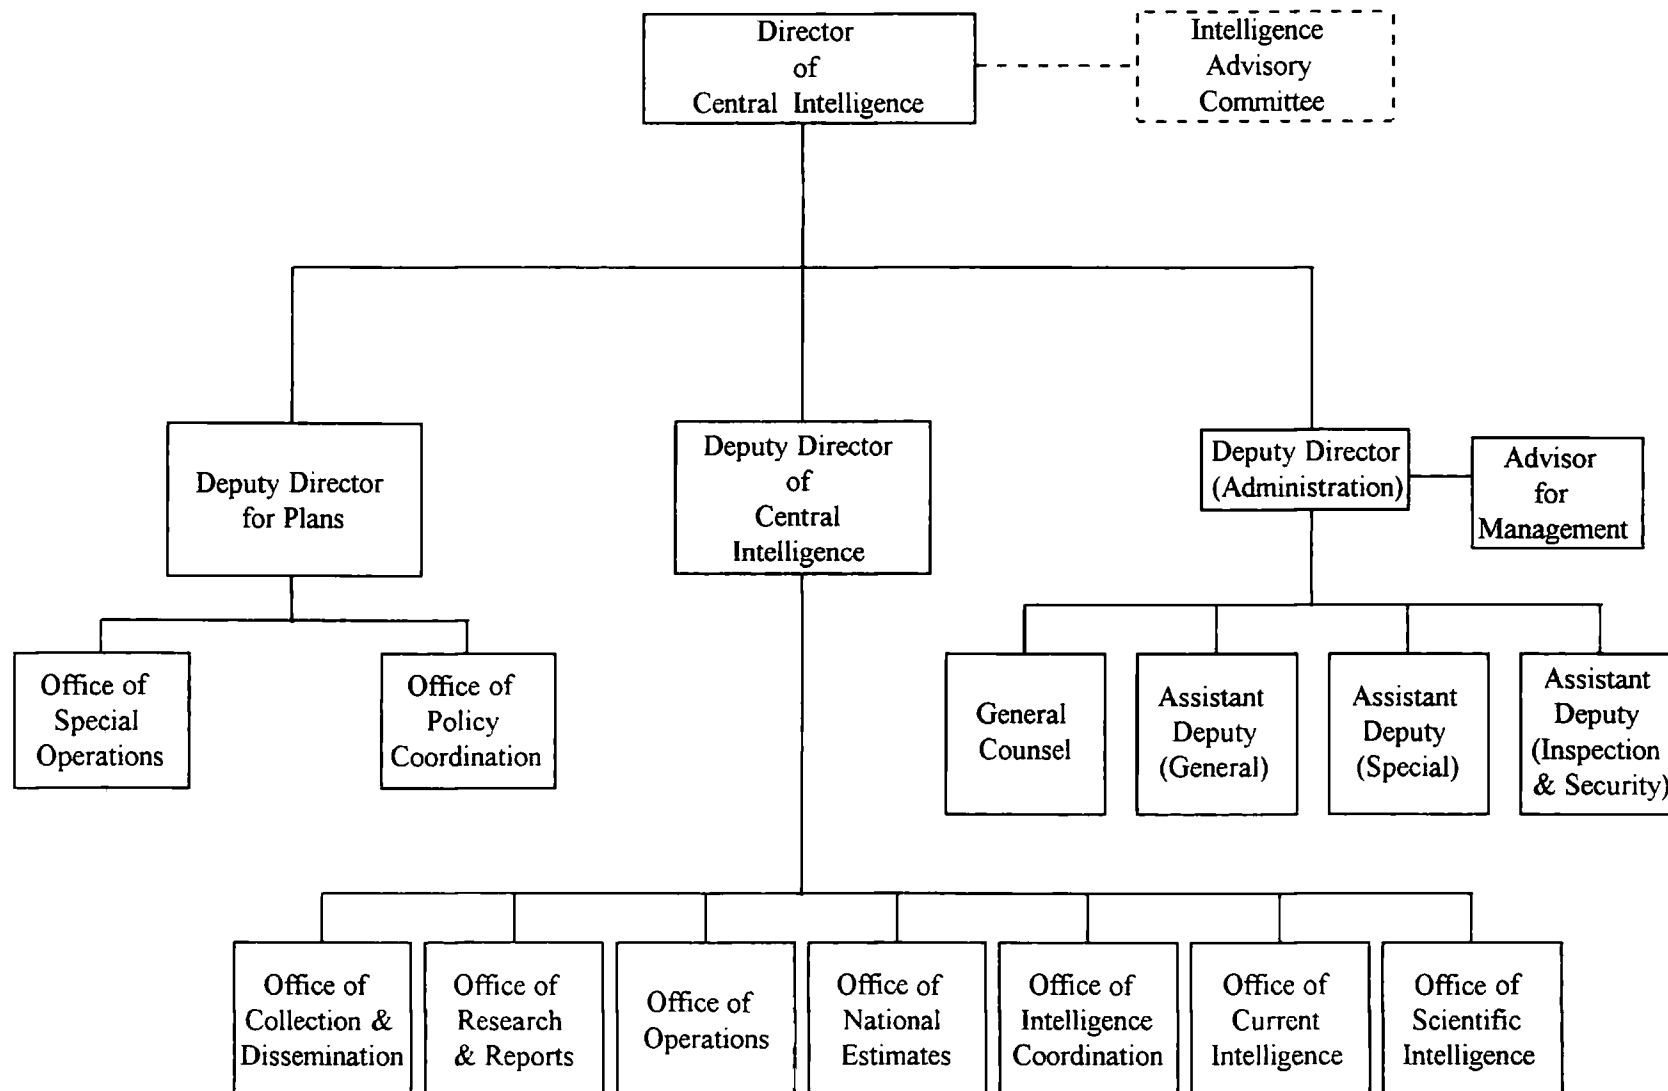 Director
of
Central Intelligence
Intelligence
Advisory
Committee
Deputy Director
for Plans
Deputy Director
of
Central
Intelligence
Deputy Director
(Administration)
Advisor
for
Management
Office of
Special
Operations
Office of
Policy
Coordination
General
Counsel
Assistant
Deputy
(General)
Assistant
Deputy
(Special)
Assistant
Deputy
(Inspection
& Security)
Office of
Collection &
Dissemination
Office of
Research
& Reports
Office of
Operations
Office of
National
Estimates
Office of
Intelligence
Coordination
Office of
Current
Intelligence
Office of
Scientific
Intelligence